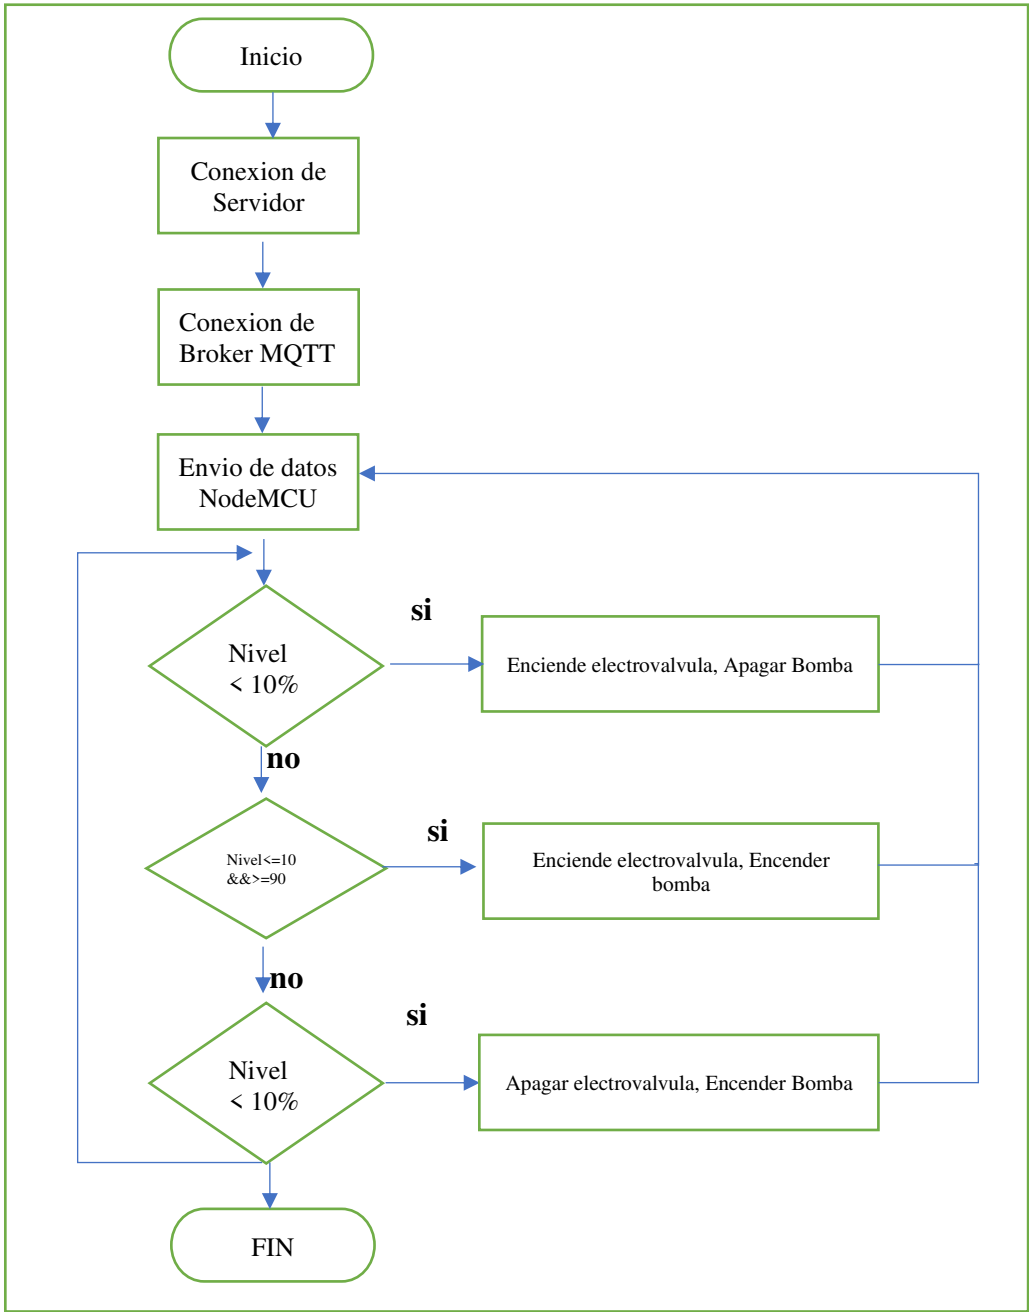 Inicio
Conexion de
Servidor
Conexion de
Broker MQTT
Envio de datos
NodeMCU
si
Nivel
< 10%
Enciende electrovalvula, Apagar Bomba
no
si
Nivel<=10
&&>=90
Enciende electrovalvula, Encender
bomba
no
si
Nivel
< 10%
Apagar electrovalvula, Encender Bomba
FIN